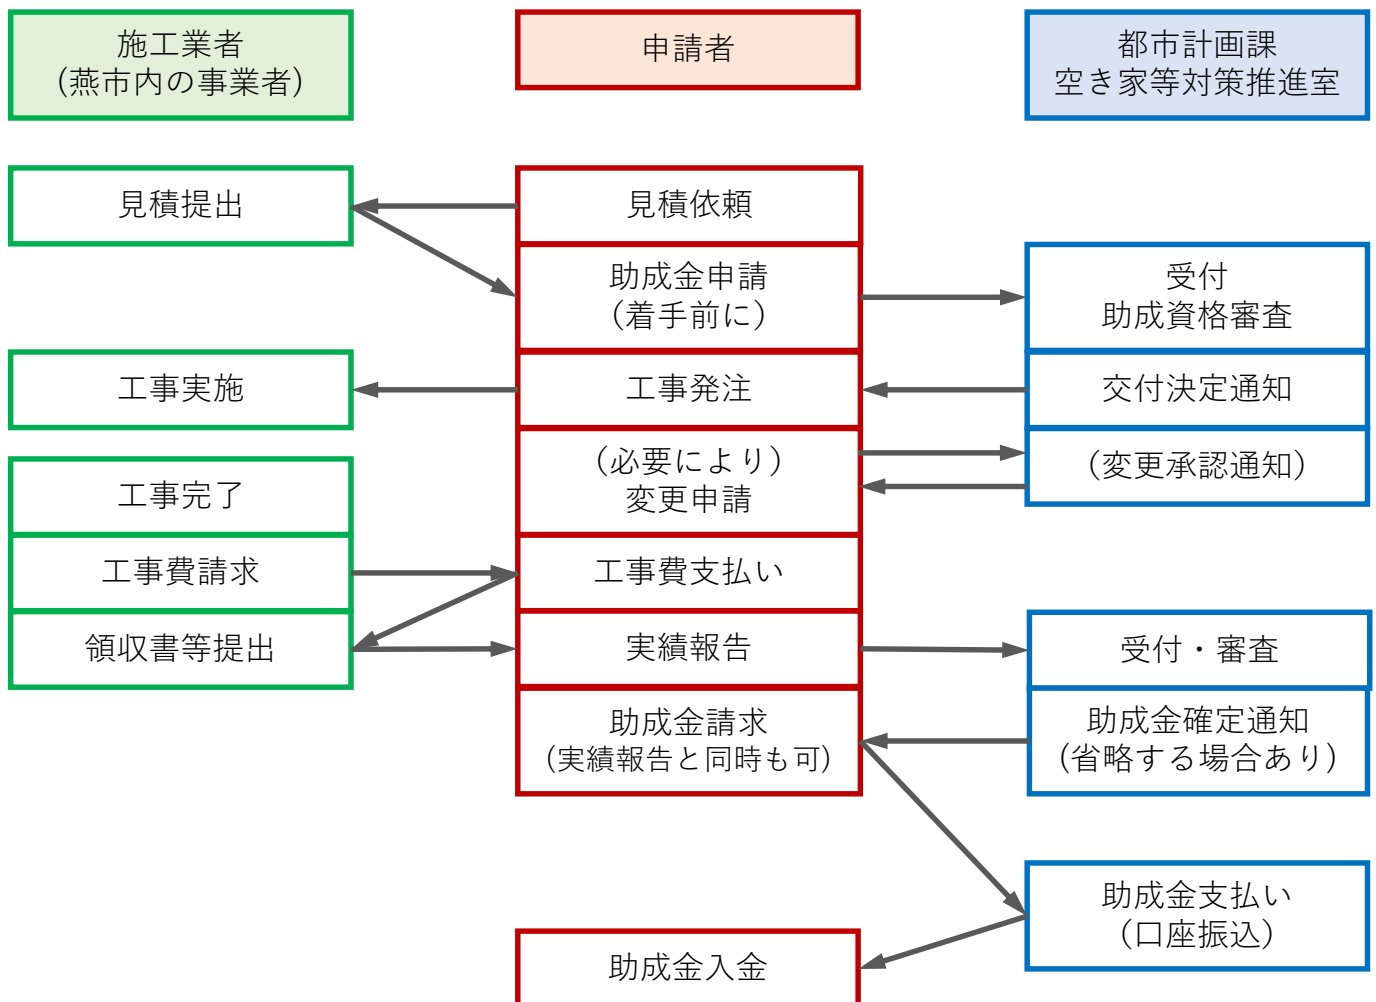 施工業者
(燕市内の事業者)
申請者
都市計画課
空き家等対策推進室
見積提出
見積依頼
助成金申請
(着手前に)
受付
助成資格審査
工事実施
工事発注
交付決定通知
(必要により)
変更申請
(変更承認通知)
工事完了
工事費請求
工事費支払い
領収書等提出
実績報告
受付・審査
助成金請求
(実績報告と同時も可)
助成金確定通知
(省略する場合あり)
助成金支払い
(口座振込)
助成金入金